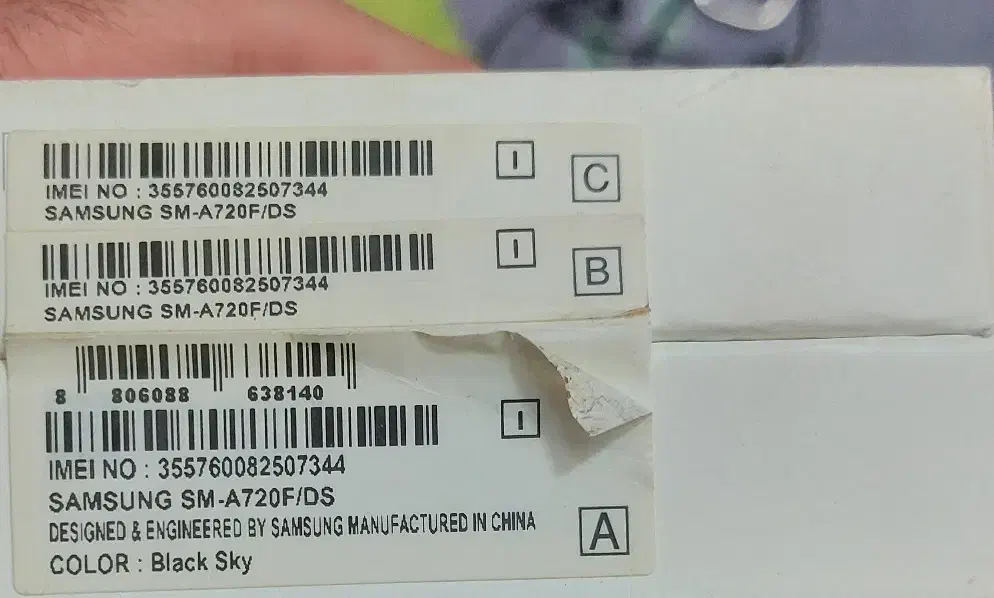 I
C
IMEI NO : 355760082507344
SAMSUNG SM-A720F/DS
I
B
IMEI NO : 355760082507344
SAMSUNG SM-A720F/DS
8 806088 638140
I
IMEI NO : 355760082507344
SAMSUNG SM-A720F/DS
DESIGNED & ENGINEERED BY SAMSUNG MANUFACTURED IN CHINA
A
COLOR : Black Sky